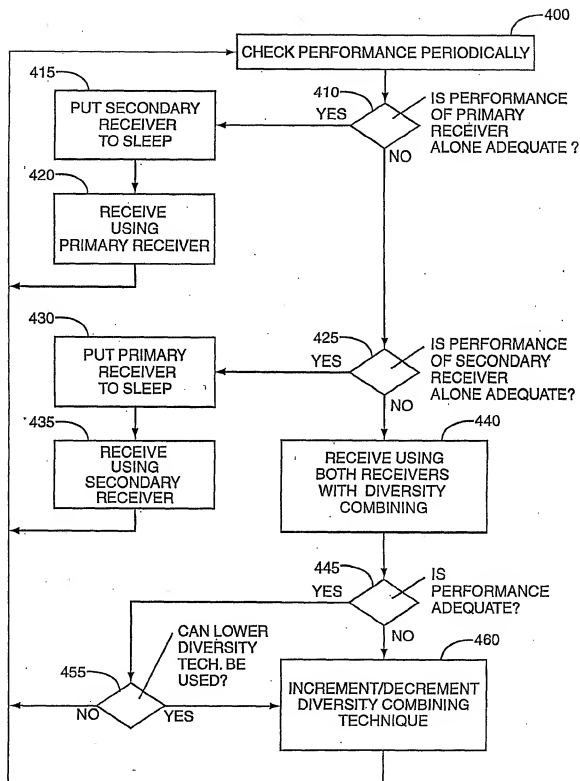 400
CHECK PERFORMANCE PERIODICALLY
415
PUT SECONDARY
RECEIVER
TO SLEEP
410
YES
NO
IS PERFORMANCE
OF PRIMARY
RECEIVER
ALONE ADEQUATE ?
420
RECEIVE
USING
PRIMARY RECEIVER
430
PUT PRIMARY
RECEIVER
TO SLEEP
425
YES
NO
IS PERFORMANCE
OF SECONDARY
RECEIVER
ALONE ADEQUATE?
435
RECEIVE
USING
SECONDARY
RECEIVER
440
RECEIVE USING
BOTH RECEIVERS
WITH DIVERSITY
COMBINING
445
YES
NO
IS
PERFORMANCE
ADEQUATE?
455
CAN LOWER
DIVERSITY
TECH. BE
USED?
NO
YES
460
INCREMENT/DECREMENT
DIVERSITY COMBINING
TECHNIQUE